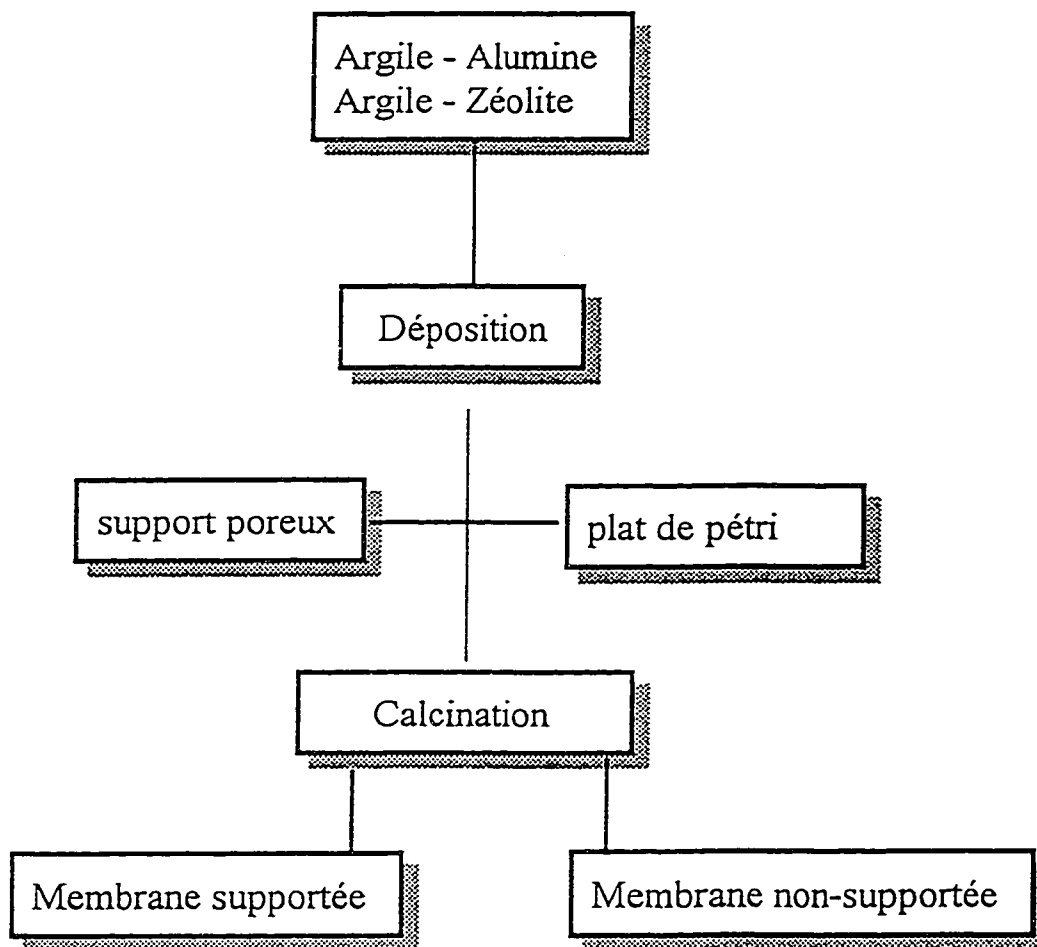 Argile - Alumine
Argile - Zéolite
Déposition
support poreux
plat de pétri
Calcination
Membrane supportée
Membrane non-supportée